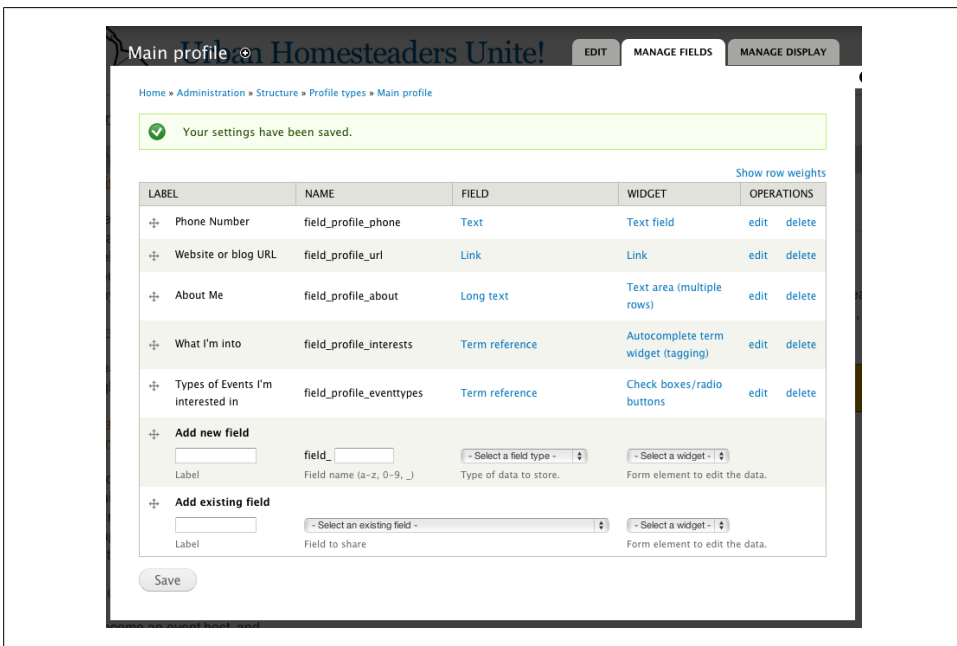 Main profile
Urban Homesteaders Unite!
EDIT
MANAGE FIELDS
MANAGE DISPLAY
Home » Administration » Structure » Profile types » Main profile
Your settings have been saved.
Show row weights
LABEL NAME FIELD WIDGET OPERATIONS
Phone Number field_profile_phone Text Text field edit delete
Website or blog URL field_profile_url Link Link edit delete
About Me field_profile_about Long text Text area (multiple rows) edit delete
What I'm into field_profile_interests Term reference Autocomplete term widget (tagging) edit delete
Types of Events I'm interested in field_profile_eventtypes Term reference Check boxes/radio buttons edit delete
Add new field
field_ - Select a field type - - Select a widget -
Label Field name (a-z, 0-9, _) Type of data to store. Form element to edit the data.
Add existing field
- Select an existing field - - Select a widget -
Label Field to share Form element to edit the data.
Save